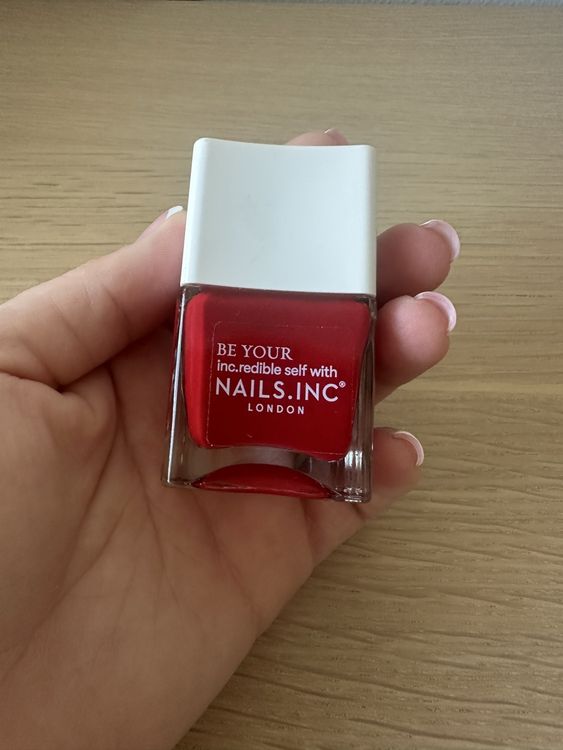 BE YOUR
inc.redible self with
NAILS.INC®
LONDON